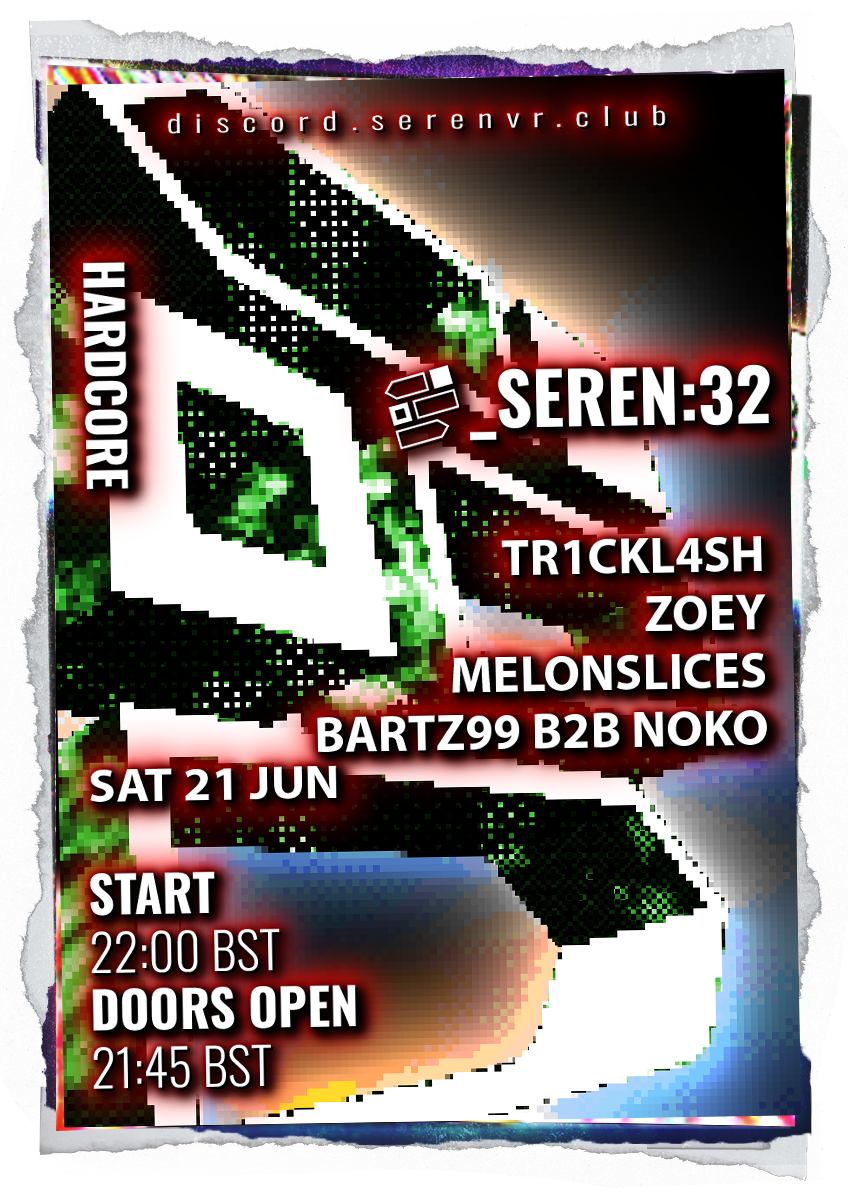 discord.serenvr.club
HARDCORE
_SEREN:32
TR1CKL4SH
ZOEY
MELONSLICES
BARTZ99 B2B NOKO
SAT 21 JUN
START
22:00 BST
DOORS OPEN
21:45 BST